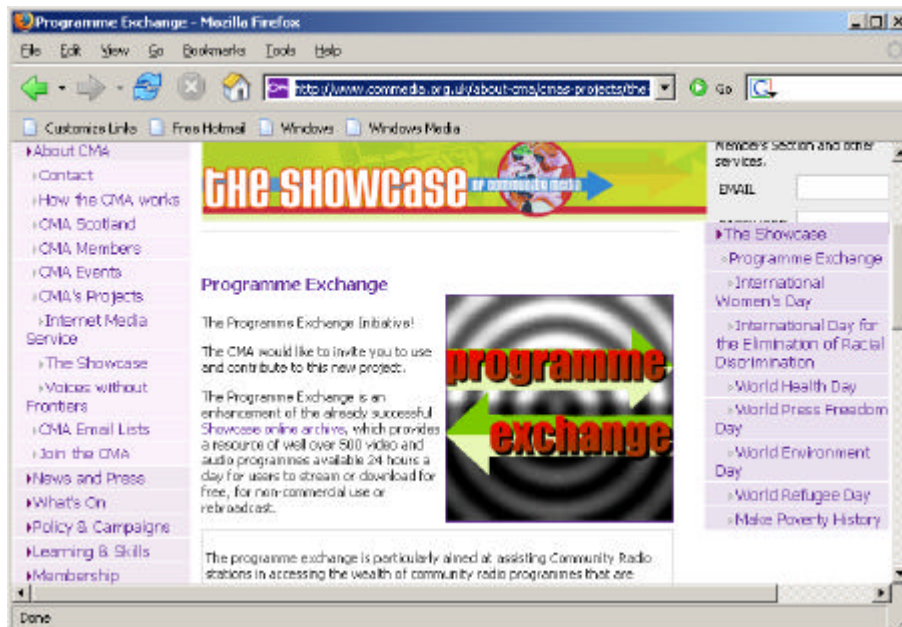 Programme Exchange - Mozilla Firefox
File Edit View Go Bookmarks Tools Help
http://www.commedia.org.uk/about-cma/cmas-projects/the- Go
Customize Links Free Hotmail Windows Windows Media
About CMA
Contact
How the CMA works
CMA Scotland
CMA Members
CMA Events
CMA's Projects
Internet Media
Service
The Showcase
Voices without
Frontiers
CMA Email Lists
Join the CMA
News and Press
What's On
Policy & Campaigns
Learning & Skills
Membership
THE SHOWCASE OF COMMUNITY MEDIA
Programme Exchange
The Programme Exchange Initiative!
The CMA would like to invite you to use
and contribute to this new project.
The Programme Exchange is an
enhancement of the already successful
Showcase online archive, which provides
a resource of well over 500 video and
audio programmes available 24 hours a
day for users to stream or download for
free, for non-commercial use or
rebroadcast.
programme
exchange
The programme exchange is particularly aimed at assisting Community Radio
stations in accessing the wealth of community radio programmes that are
Members Section and other
services.
EMAIL
The Showcase
Programme Exchange
International
Women's Day
International Day for
the Elimination of Racial
Discrimination
World Health Day
World Press Freedom
Day
World Environment
Day
World Refugee Day
Make Poverty History
Done